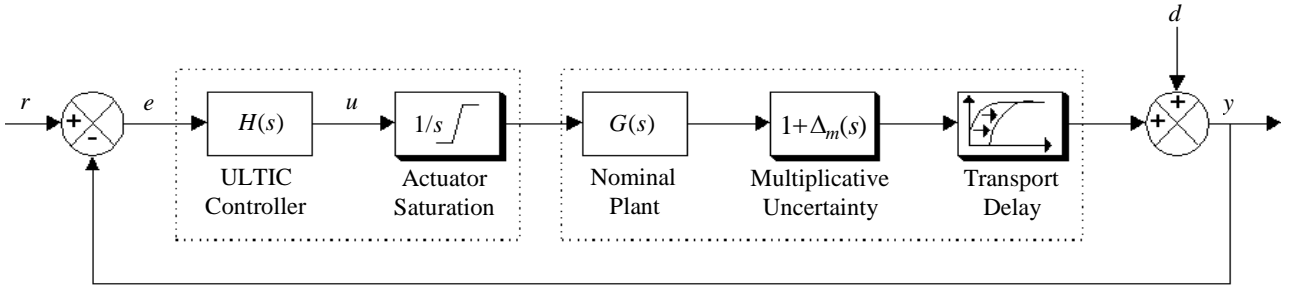 d
r
+
-
e
H(s)
u
1/s
G(s)
1+Δm(s)
+
+
y
ULTIC
Controller
Actuator
Saturation
Nominal
Plant
Multiplicative
Uncertainty
Transport
Delay